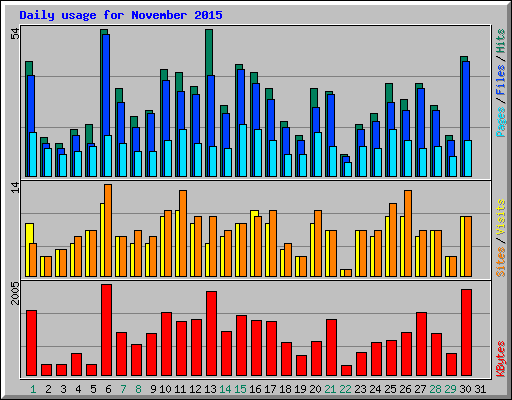 Daily usage for November 2015
54
Pages / Files / Hits
14
Sites / Visits
2005
KBytes
1 2 3 4 5 6 7 8 9 10 11 12 13 14 15 16 17 18 19 20 21 22 23 24 25 26 27 28 29 30 31